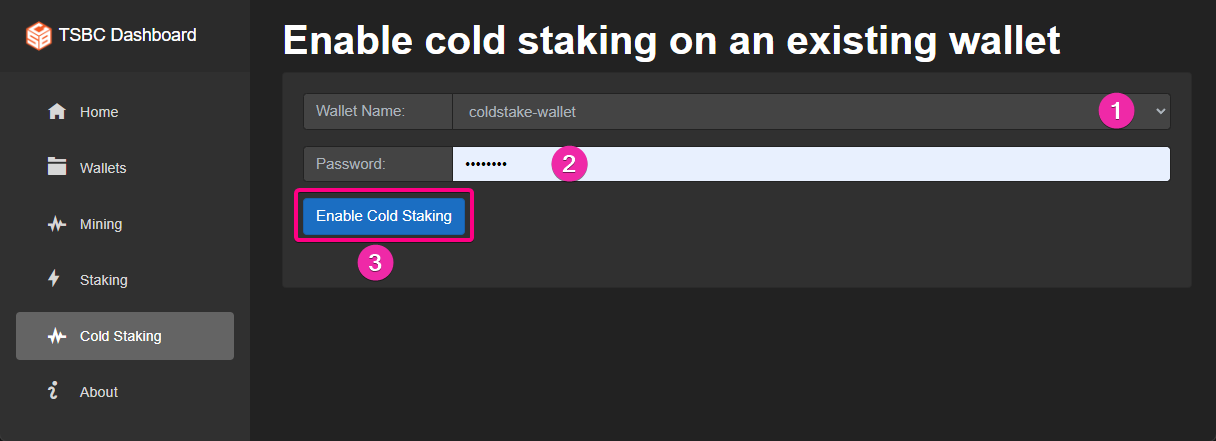 TSBC Dashboard
Home
Wallets
Mining
Staking
Cold Staking
About
Enable cold staking on an existing wallet
Wallet Name: coldstake-wallet 1
Password: •••••••• 2
Enable Cold Staking
3